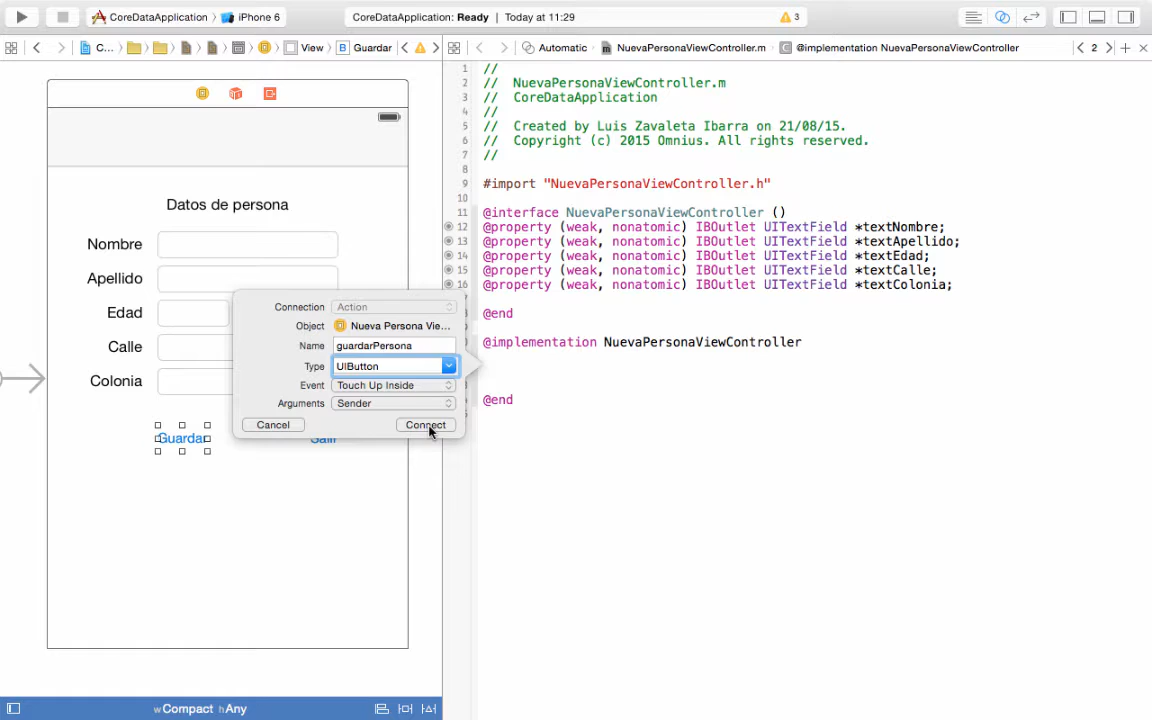 CoreDataApplication
iPhone 6
CoreDataApplication: Ready | Today at 11:29
3
C...
View
B Guardar
Automatic
NuevaPersonaViewController.m
@implementation NuevaPersonaViewController
2
Datos de persona
Nombre
Apellido
Edad
Calle
Colonia
Guardar
Salir
Connection Action
Object Nueva Persona Vie...
Name guardarPersona
Type UIButton
Event Touch Up Inside
Arguments Sender
Cancel Connect
wCompact hAny
1 //
2 // NuevaPersonaViewController.m
3 // CoreDataApplication
4 //
5 // Created by Luis Zavaleta Ibarra on 21/08/15.
6 // Copyright (c) 2015 Omnius. All rights reserved.
7 //
8
9 #import "NuevaPersonaViewController.h"
10
11 @interface NuevaPersonaViewController ()
12 @property (weak, nonatomic) IBOutlet UITextField *textNombre;
13 @property (weak, nonatomic) IBOutlet UITextField *textApellido;
14 @property (weak, nonatomic) IBOutlet UITextField *textEdad;
15 @property (weak, nonatomic) IBOutlet UITextField *textCalle;
16 @property (weak, nonatomic) IBOutlet UITextField *textColonia;
@end
@implementation NuevaPersonaViewController
@end